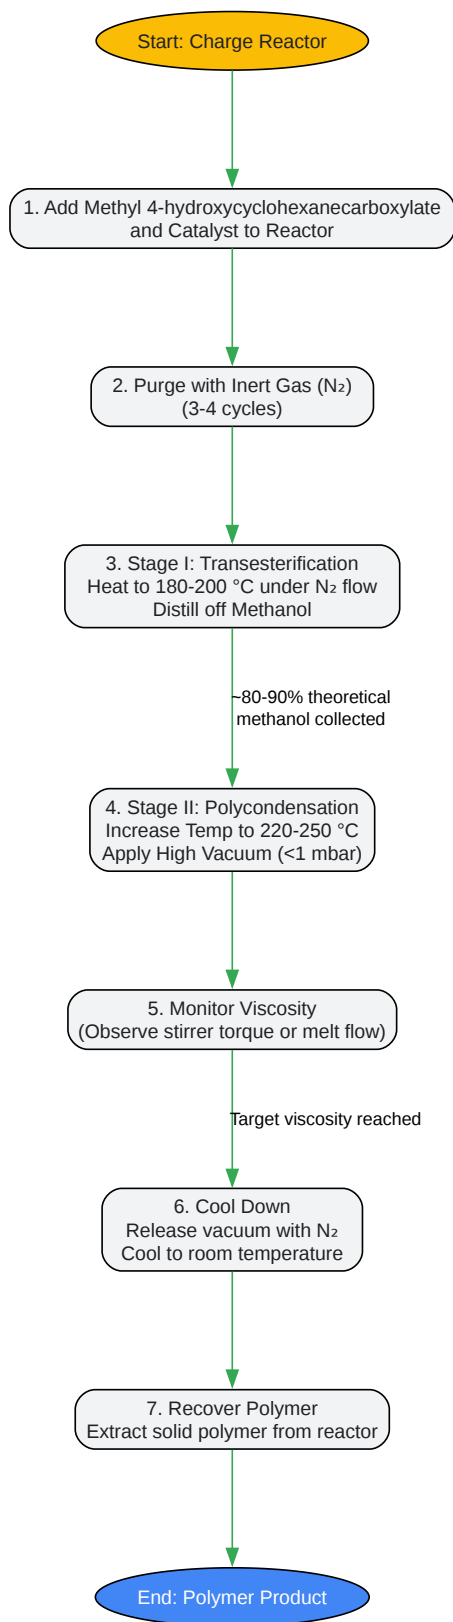 Start: Charge Reactor
1. Add Methyl 4-hydroxycyclohexanecarboxylate
and Catalyst to Reactor
2. Purge with Inert Gas (N₂)
(3-4 cycles)
3. Stage I: Transesterification
Heat to 180-200 °C under N₂ flow
Distill off Methanol
~80-90% theoretical
methanol collected
4. Stage II: Polycondensation
Increase Temp to 220-250 °C
Apply High Vacuum (<1 mbar)
5. Monitor Viscosity
(Observe stirrer torque or melt flow)
Target viscosity reached
6. Cool Down
Release vacuum with N₂
Cool to room temperature
7. Recover Polymer
Extract solid polymer from reactor
End: Polymer Product